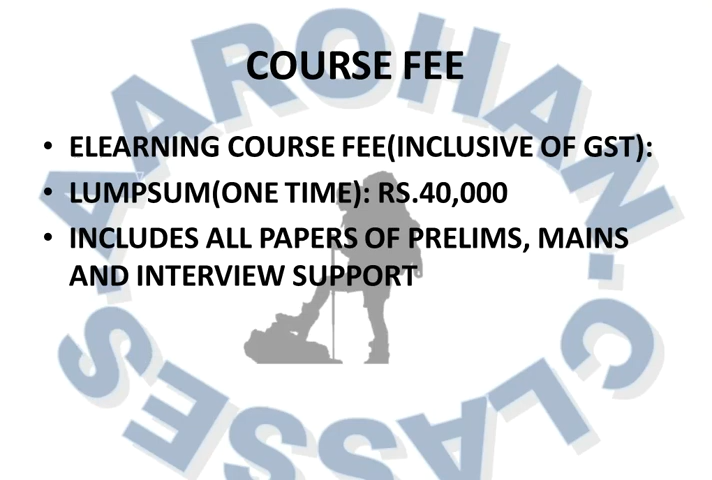 COURSE FEE
• ELEARNING COURSE FEE(INCLUSIVE OF GST):
• LUMPSUM(ONE TIME): RS.40,000
• INCLUDES ALL PAPERS OF PRELIMS, MAINS
AND INTERVIEW SUPPORT
AAROHAN
CLASSES